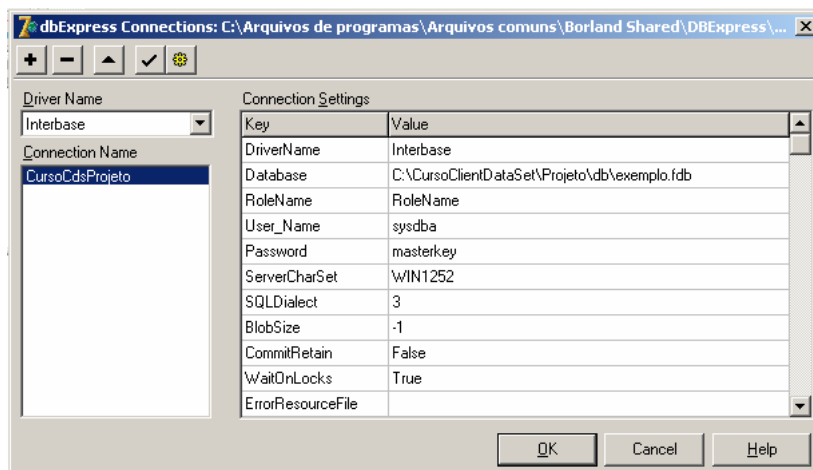 dbExpress Connections: C:\Arquivos de programas\Arquivos comuns\Borland Shared\DBExpress\...
Driver Name
Interbase
Connection Name
CursoCdsProjeto
Connection Settings
Key Value
DriverName Interbase
Database C:\CursoClientDataSet\Projeto\db\exemplo.fdb
RoleName RoleName
User_Name sysdba
Password masterkey
ServerCharSet WIN1252
SQLDialect 3
BlobSize -1
CommitRetain False
WaitOnLocks True
ErrorResourceFile
OK Cancel Help